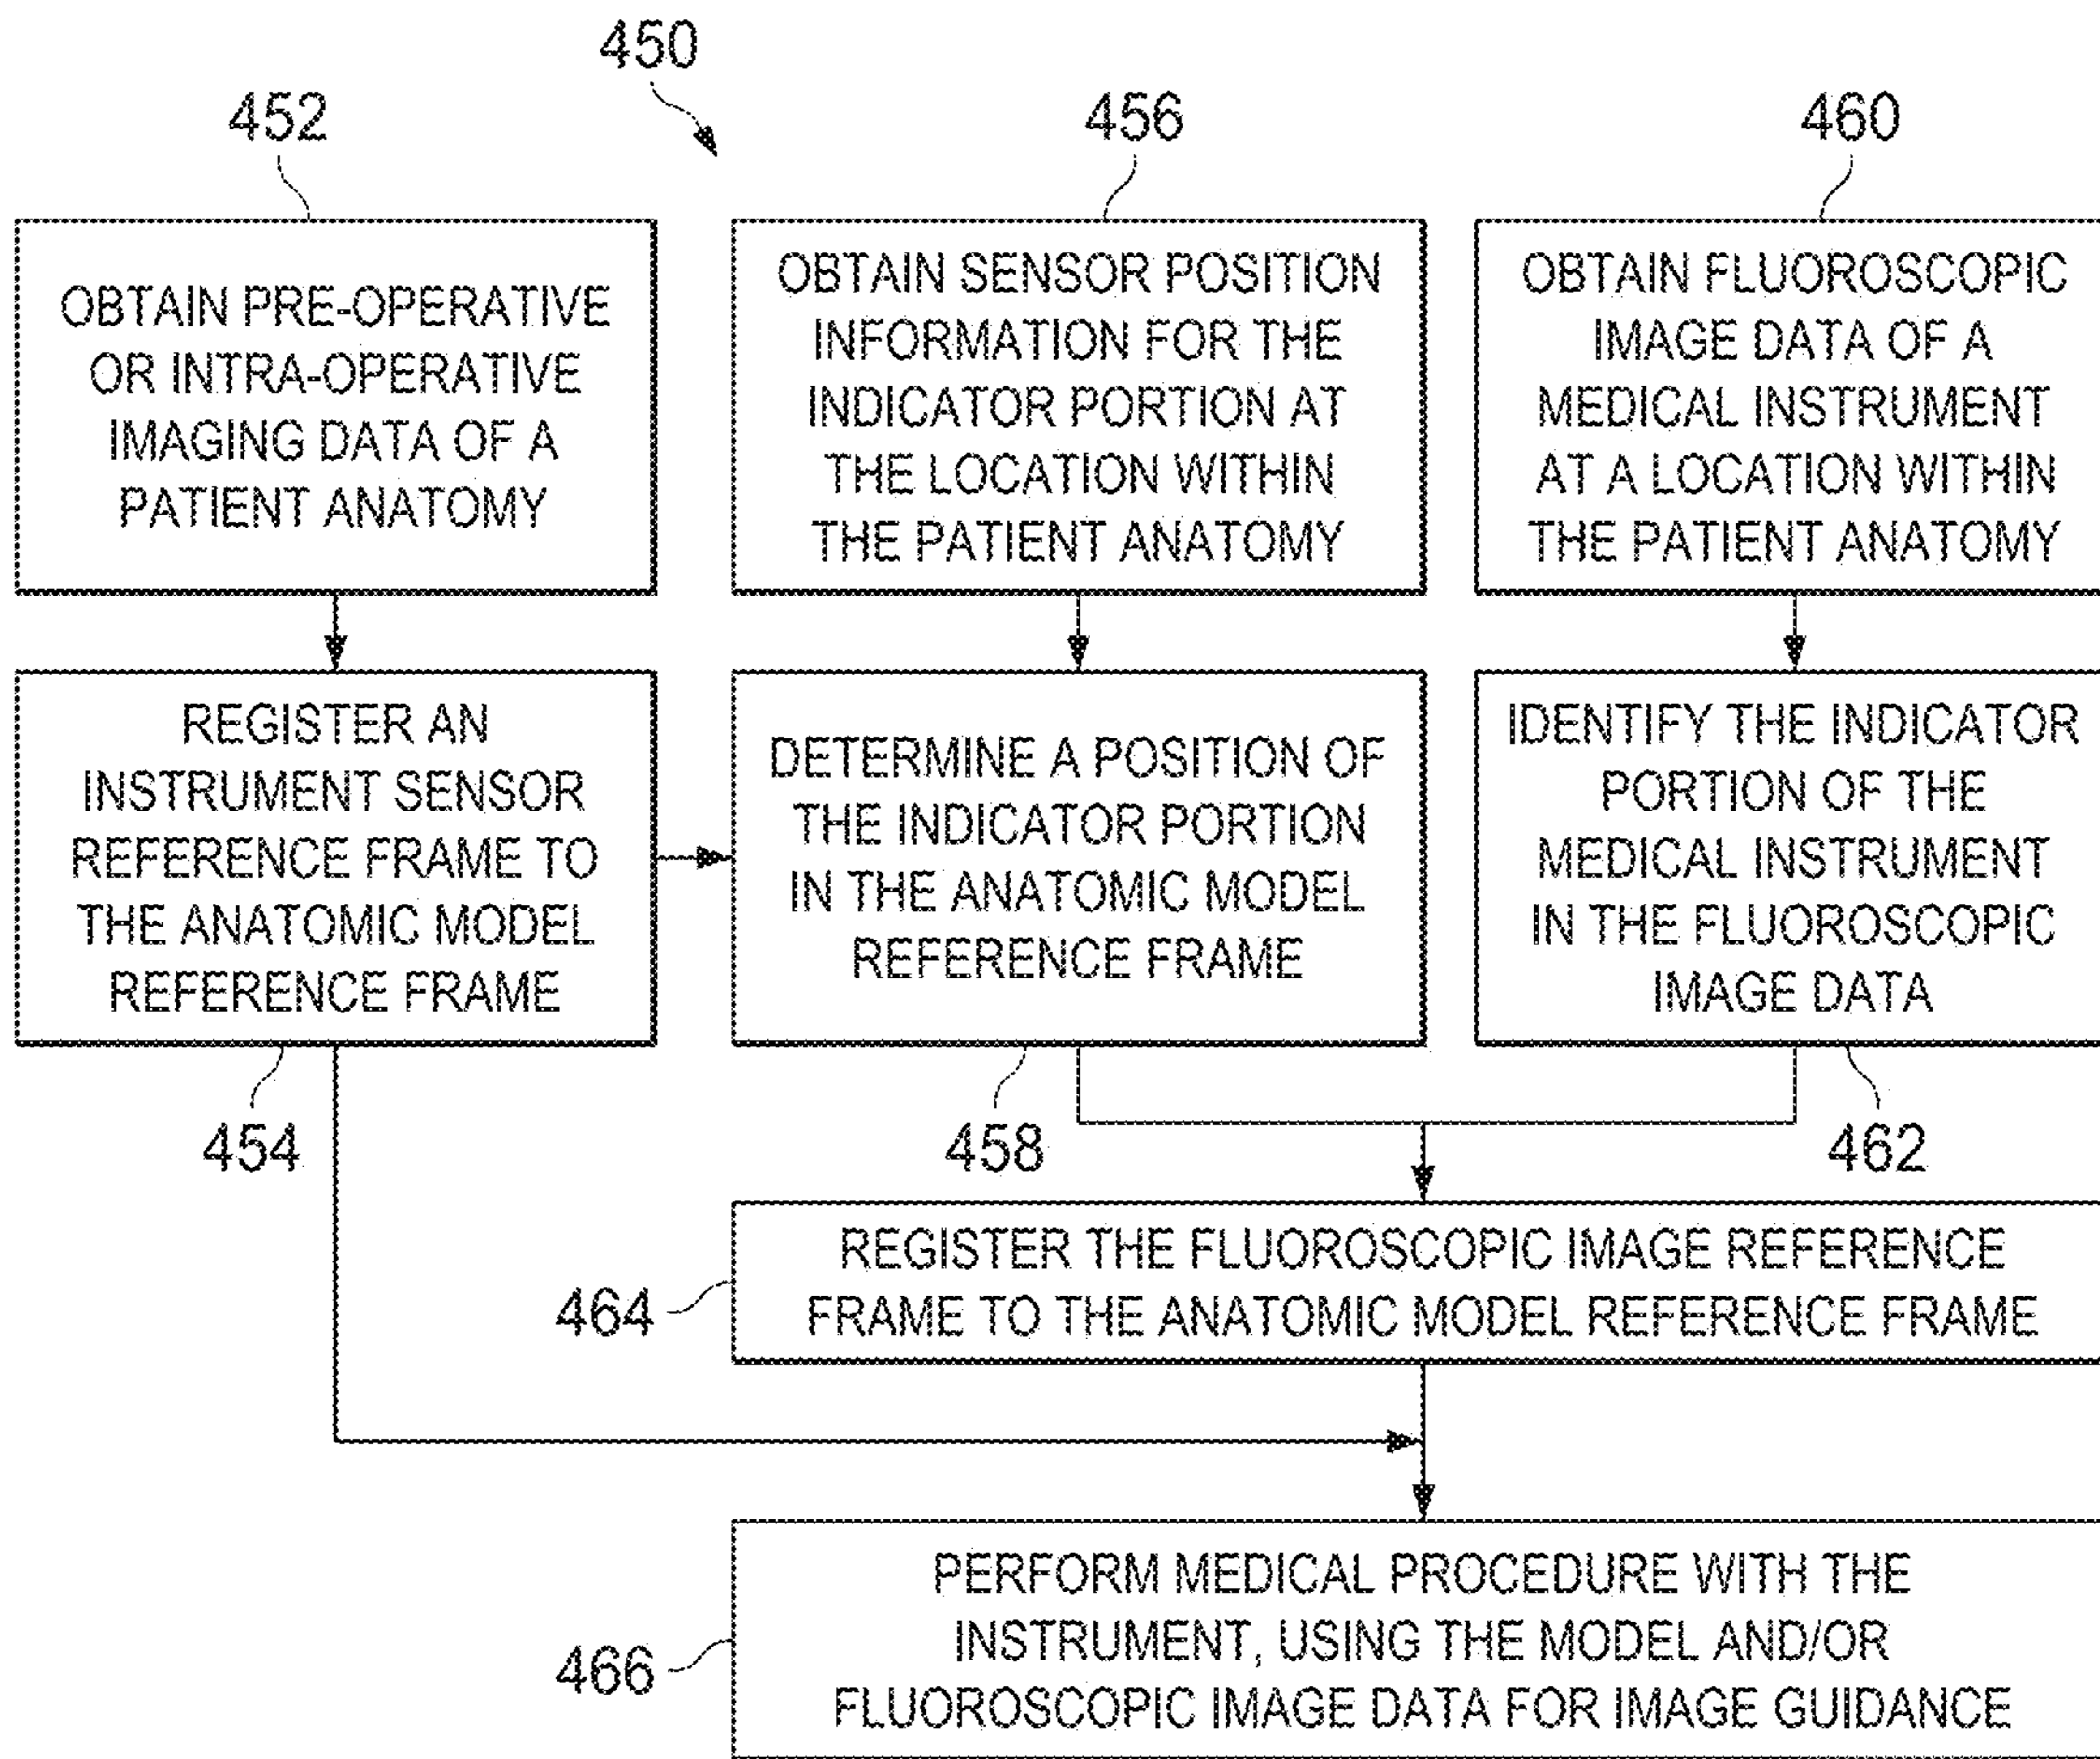 450
452
456
460
OBTAIN PRE-OPERATIVE
OR INTRA-OPERATIVE
IMAGING DATA OF A
PATIENT ANATOMY
OBTAIN SENSOR POSITION
INFORMATION FOR THE
INDICATOR PORTION AT
THE LOCATION WITHIN
THE PATIENT ANATOMY
OBTAIN FLUOROSCOPIC
IMAGE DATA OF A
MEDICAL INSTRUMENT
AT A LOCATION WITHIN
THE PATIENT ANATOMY
REGISTER AN
INSTRUMENT SENSOR
REFERENCE FRAME TO
THE ANATOMIC MODEL
REFERENCE FRAME
DETERMINE A POSITION OF
THE INDICATOR PORTION
IN THE ANATOMIC MODEL
REFERENCE FRAME
IDENTIFY THE INDICATOR
PORTION OF THE
MEDICAL INSTRUMENT
IN THE FLUOROSCOPIC
IMAGE DATA
454
458
462
REGISTER THE FLUOROSCOPIC IMAGE REFERENCE
FRAME TO THE ANATOMIC MODEL REFERENCE FRAME
464
PERFORM MEDICAL PROCEDURE WITH THE
INSTRUMENT, USING THE MODEL AND/OR
FLUOROSCOPIC IMAGE DATA FOR IMAGE GUIDANCE
466